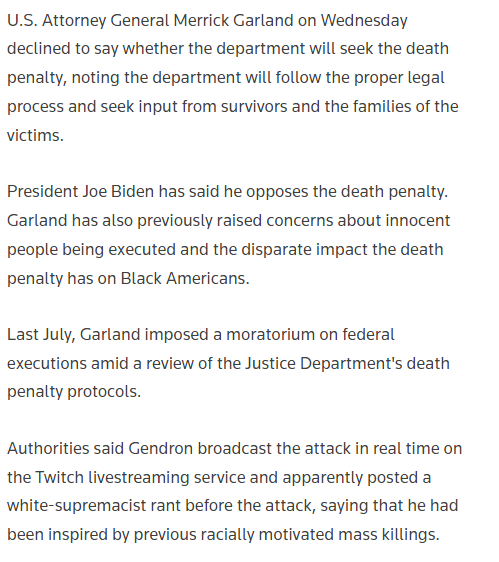 U.S. Attorney General Merrick Garland on Wednesday
declined to say whether the department will seek the death
penalty, noting the department will follow the proper legal
process and seek input from survivors and the families of the
victims.
President Joe Biden has said he opposes the death penalty.
Garland has also previously raised concerns about innocent
people being executed and the disparate impact the death
penalty has on Black Americans.
Last July, Garland imposed a moratorium on federal
executions amid a review of the Justice Department's death
penalty protocols.
Authorities said Gendron broadcast the attack in real time on
the Twitch livestreaming service and apparently posted a
white-supremacist rant before the attack, saying that he had
been inspired by previous racially motivated mass killings.